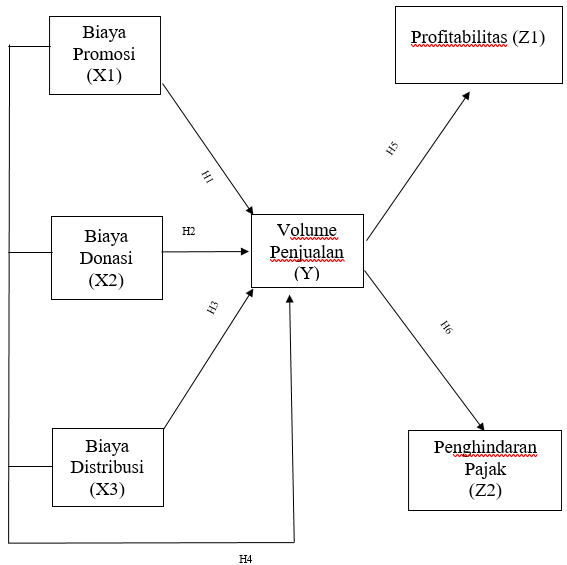 Biaya
Promosi
(X1)
Profitabilitas (Z1)
H1
H5
H2
Biaya
Donasi
(X2)
Volume
Penjualan
(Y)
H3
H6
Biaya
Distribusi
(X3)
Penghindaran
Pajak
(Z2)
H4